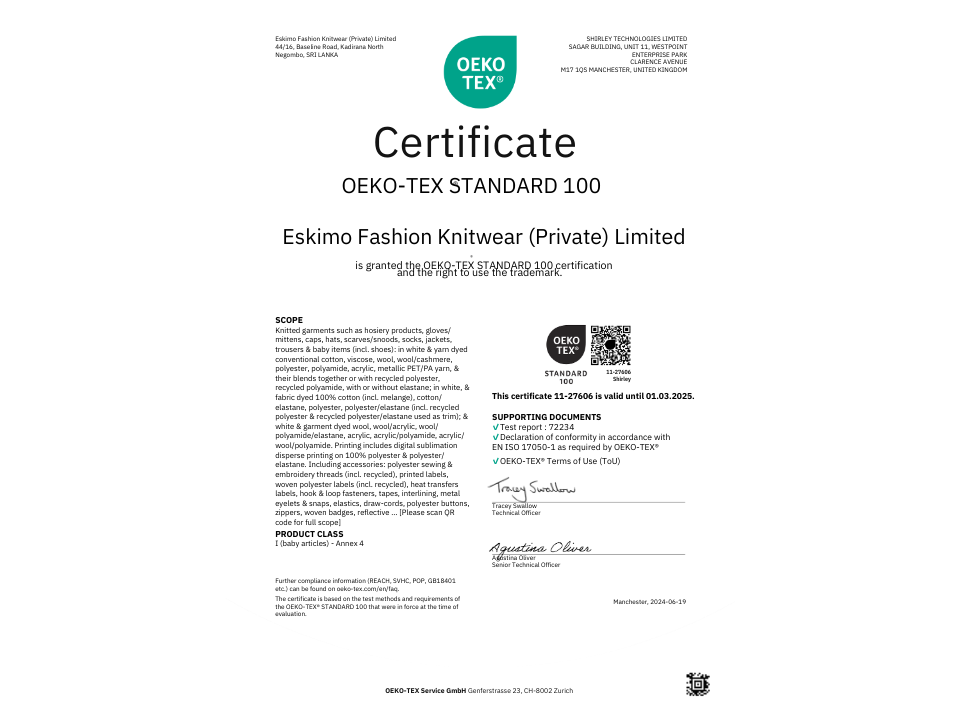 Eskimo Fashion Knitwear (Private) Limited
44/16, Baseline Road, Kadirana North
Negombo, SRI LANKA
OEKO
TEX®
SHIRLEY TECHNOLOGIES LIMITED
SAGAR BUILDING, UNIT 11, WESTPOINT
ENTERPRISE PARK
CLARENCE AVENUE
M17 1QS MANCHESTER, UNITED KINGDOM
Certificate
OEKO-TEX STANDARD 100
Eskimo Fashion Knitwear (Private) Limited
is granted the OEKO-TEX STANDARD 100 certification
and the right to use the trademark.
SCOPE
Knitted garments such as hosiery products, gloves/
mittens, caps, hats, scarves/snoods, socks, jackets,
trousers & baby items (incl. shoes): in white & yarn dyed
conventional cotton, viscose, wool, wool/cashmere,
polyester, polyamide, acrylic, metallic PET/PA yarn, &
their blends together or with recycled polyester,
recycled polyamide, with or without elastane; in white, &
fabric dyed 100% cotton (incl. melange), cotton/
elastane, polyester, polyester/elastane (incl. recycled
polyester & recycled polyester/elastane used as trim); &
white & garment dyed wool, wool/acrylic, wool/
polyamide/elastane, acrylic, acrylic/polyamide, acrylic/
wool/polyamide. Printing includes digital sublimation
disperse printing on 100% polyester & polyester/
elastane. Including accessories: polyester sewing &
embroidery threads (incl. recycled), printed labels,
woven polyester labels (incl. recycled), heat transfers
labels, hook & loop fasteners, tapes, interlining, metal
eyelets & snaps, elastics, draw-cords, polyester buttons,
zippers, woven badges, reflective ... [Please scan QR
code for full scope]
PRODUCT CLASS
I (baby articles) - Annex 4
Further compliance information (REACH, SVHC, POP, GB18401
etc.) can be found on oeko-tex.com/en/faq.
The certificate is based on the test methods and requirements of
the OEKO-TEX® STANDARD 100 that were in force at the time of
evaluation.
OEKO
TEX®
STANDARD
100
11-27606
Shirley
This certificate 11-27606 is valid until 01.03.2025.
SUPPORTING DOCUMENTS
✓Test report : 72234
✓Declaration of conformity in accordance with
EN ISO 17050-1 as required by OEKO-TEX®
✓OEKO-TEX® Terms of Use (ToU)
Tracey Swallow
Tracey Swallow
Technical Officer
Agustina Oliver
Agustina Oliver
Senior Technical Officer
Manchester, 2024-06-19
OEKO-TEX Service GmbH Genferstrasse 23, CH-8002 Zurich